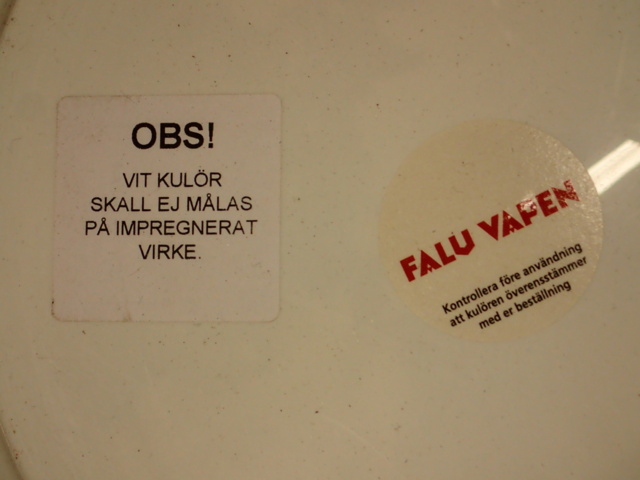 OBS!
VIT KULÖR
SKALL EJ MÅLAS
PÅ IMPREGNERAT
VIRKE.
FALU VAPEN
Kontrollera före användning
att kulören överensstämmer
med er beställning